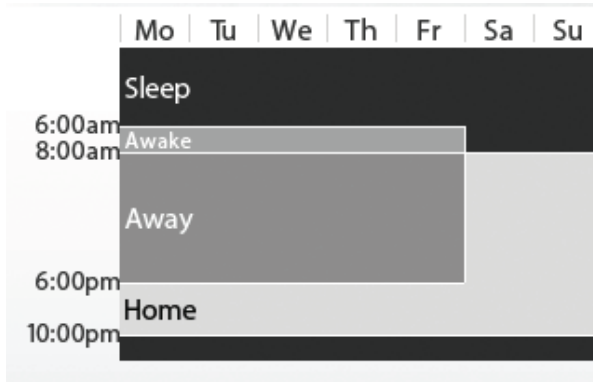 Mo Tu We Th Fr Sa Su
Sleep
6:00am
Awake
8:00am
Away
6:00pm
Home
10:00pm